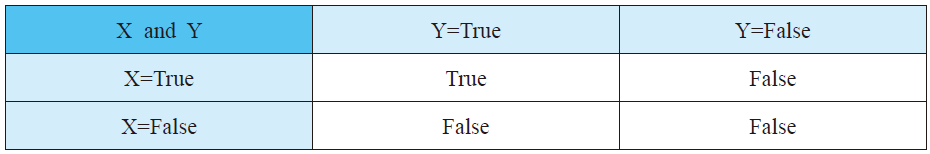 X and Y Y=True Y=False
X=True True False
X=False False False